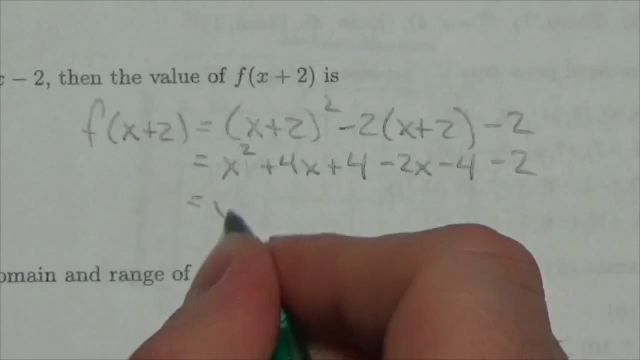 x − 2, then the value of f(x + 2) is
f(x+2) = (x+2)² -2(x+2) -2
= x² +4x+4 -2x-4 -2
=
omain and range of